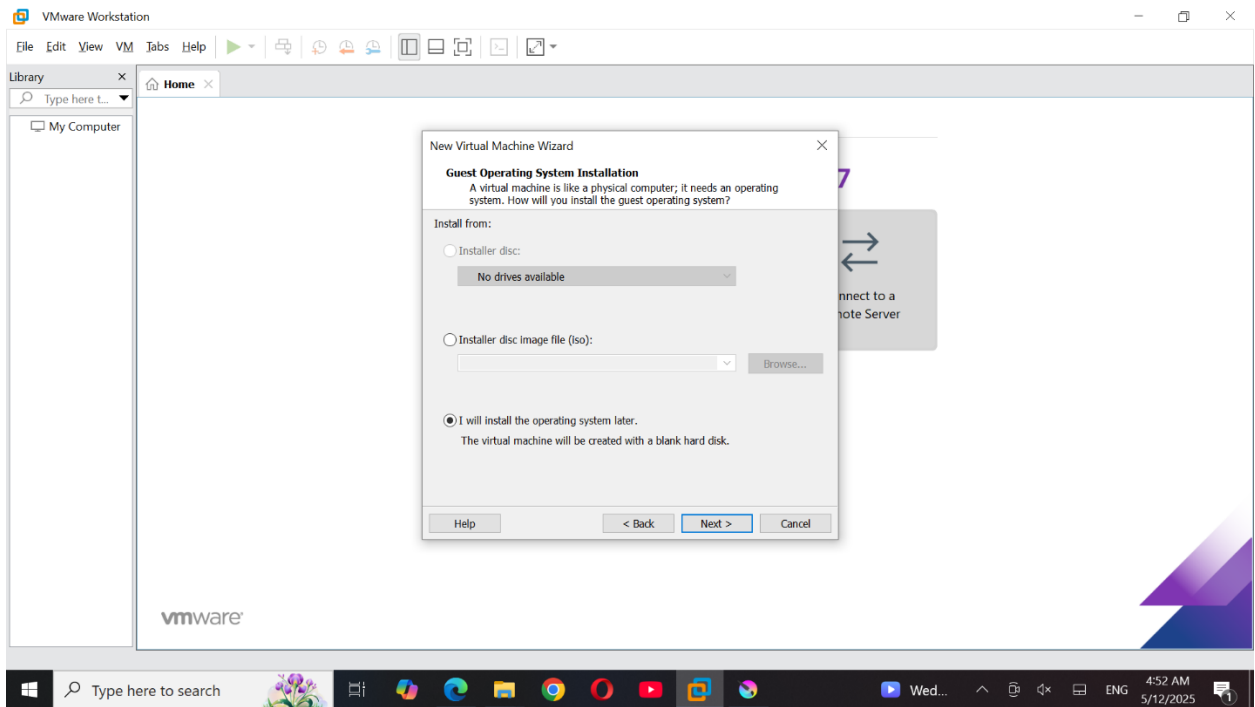 VMware Workstation
File Edit View VM Tabs Help
Library
Type here t...
My Computer
Home
7
New Virtual Machine Wizard
Guest Operating System Installation
A virtual machine is like a physical computer; it needs an operating
system. How will you install the guest operating system?
Install from:
Installer disc:
No drives available
Installer disc image file (iso):
Browse...
I will install the operating system later.
The virtual machine will be created with a blank hard disk.
Help
< Back
Next >
Cancel
nnect to a
note Server
vmware
Type here to search
Wed...
ENG
4:52 AM
5/12/2025
1